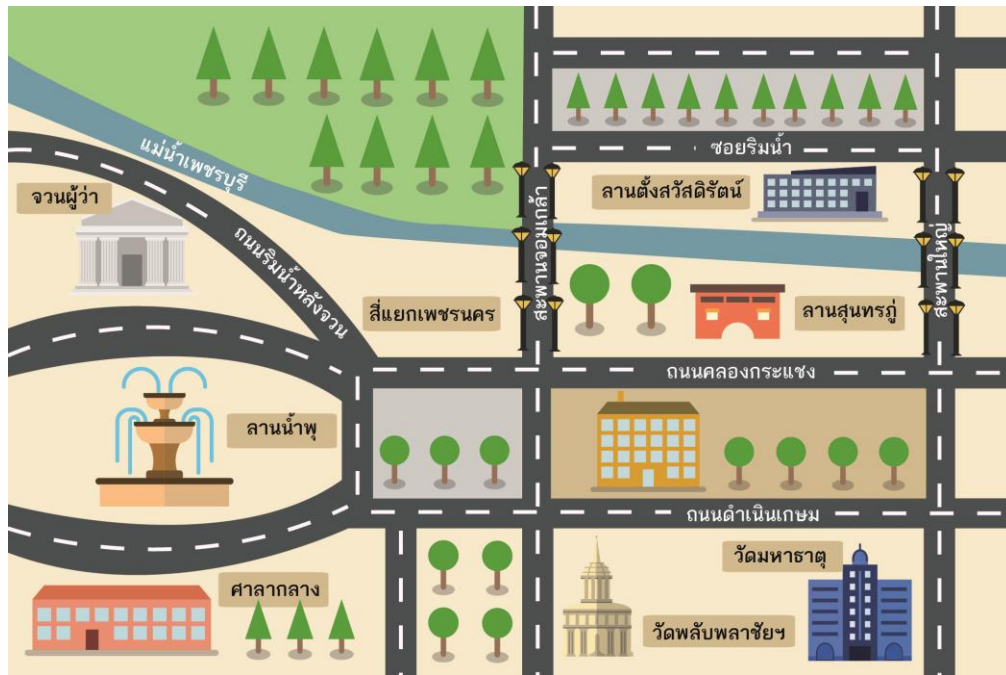 ซอยริมน้ำ
แม่น้ำเพชรบุรี
จวนผู้ว่า
ลานตั้งสวัสดิรัตน์
ถนนริมน้ำหลังจวน
สะพานจอมเกล้า
สะพานใหญ่
สี่แยกเพชรนคร
ลานสุนทรภู่
ถนนคลองกระแชง
ลานน้ำพุ
ถนนดำเนินเกษม
ศาลากลาง
วัดมหาธาตุ
วัดพลับพลาชัยฯ